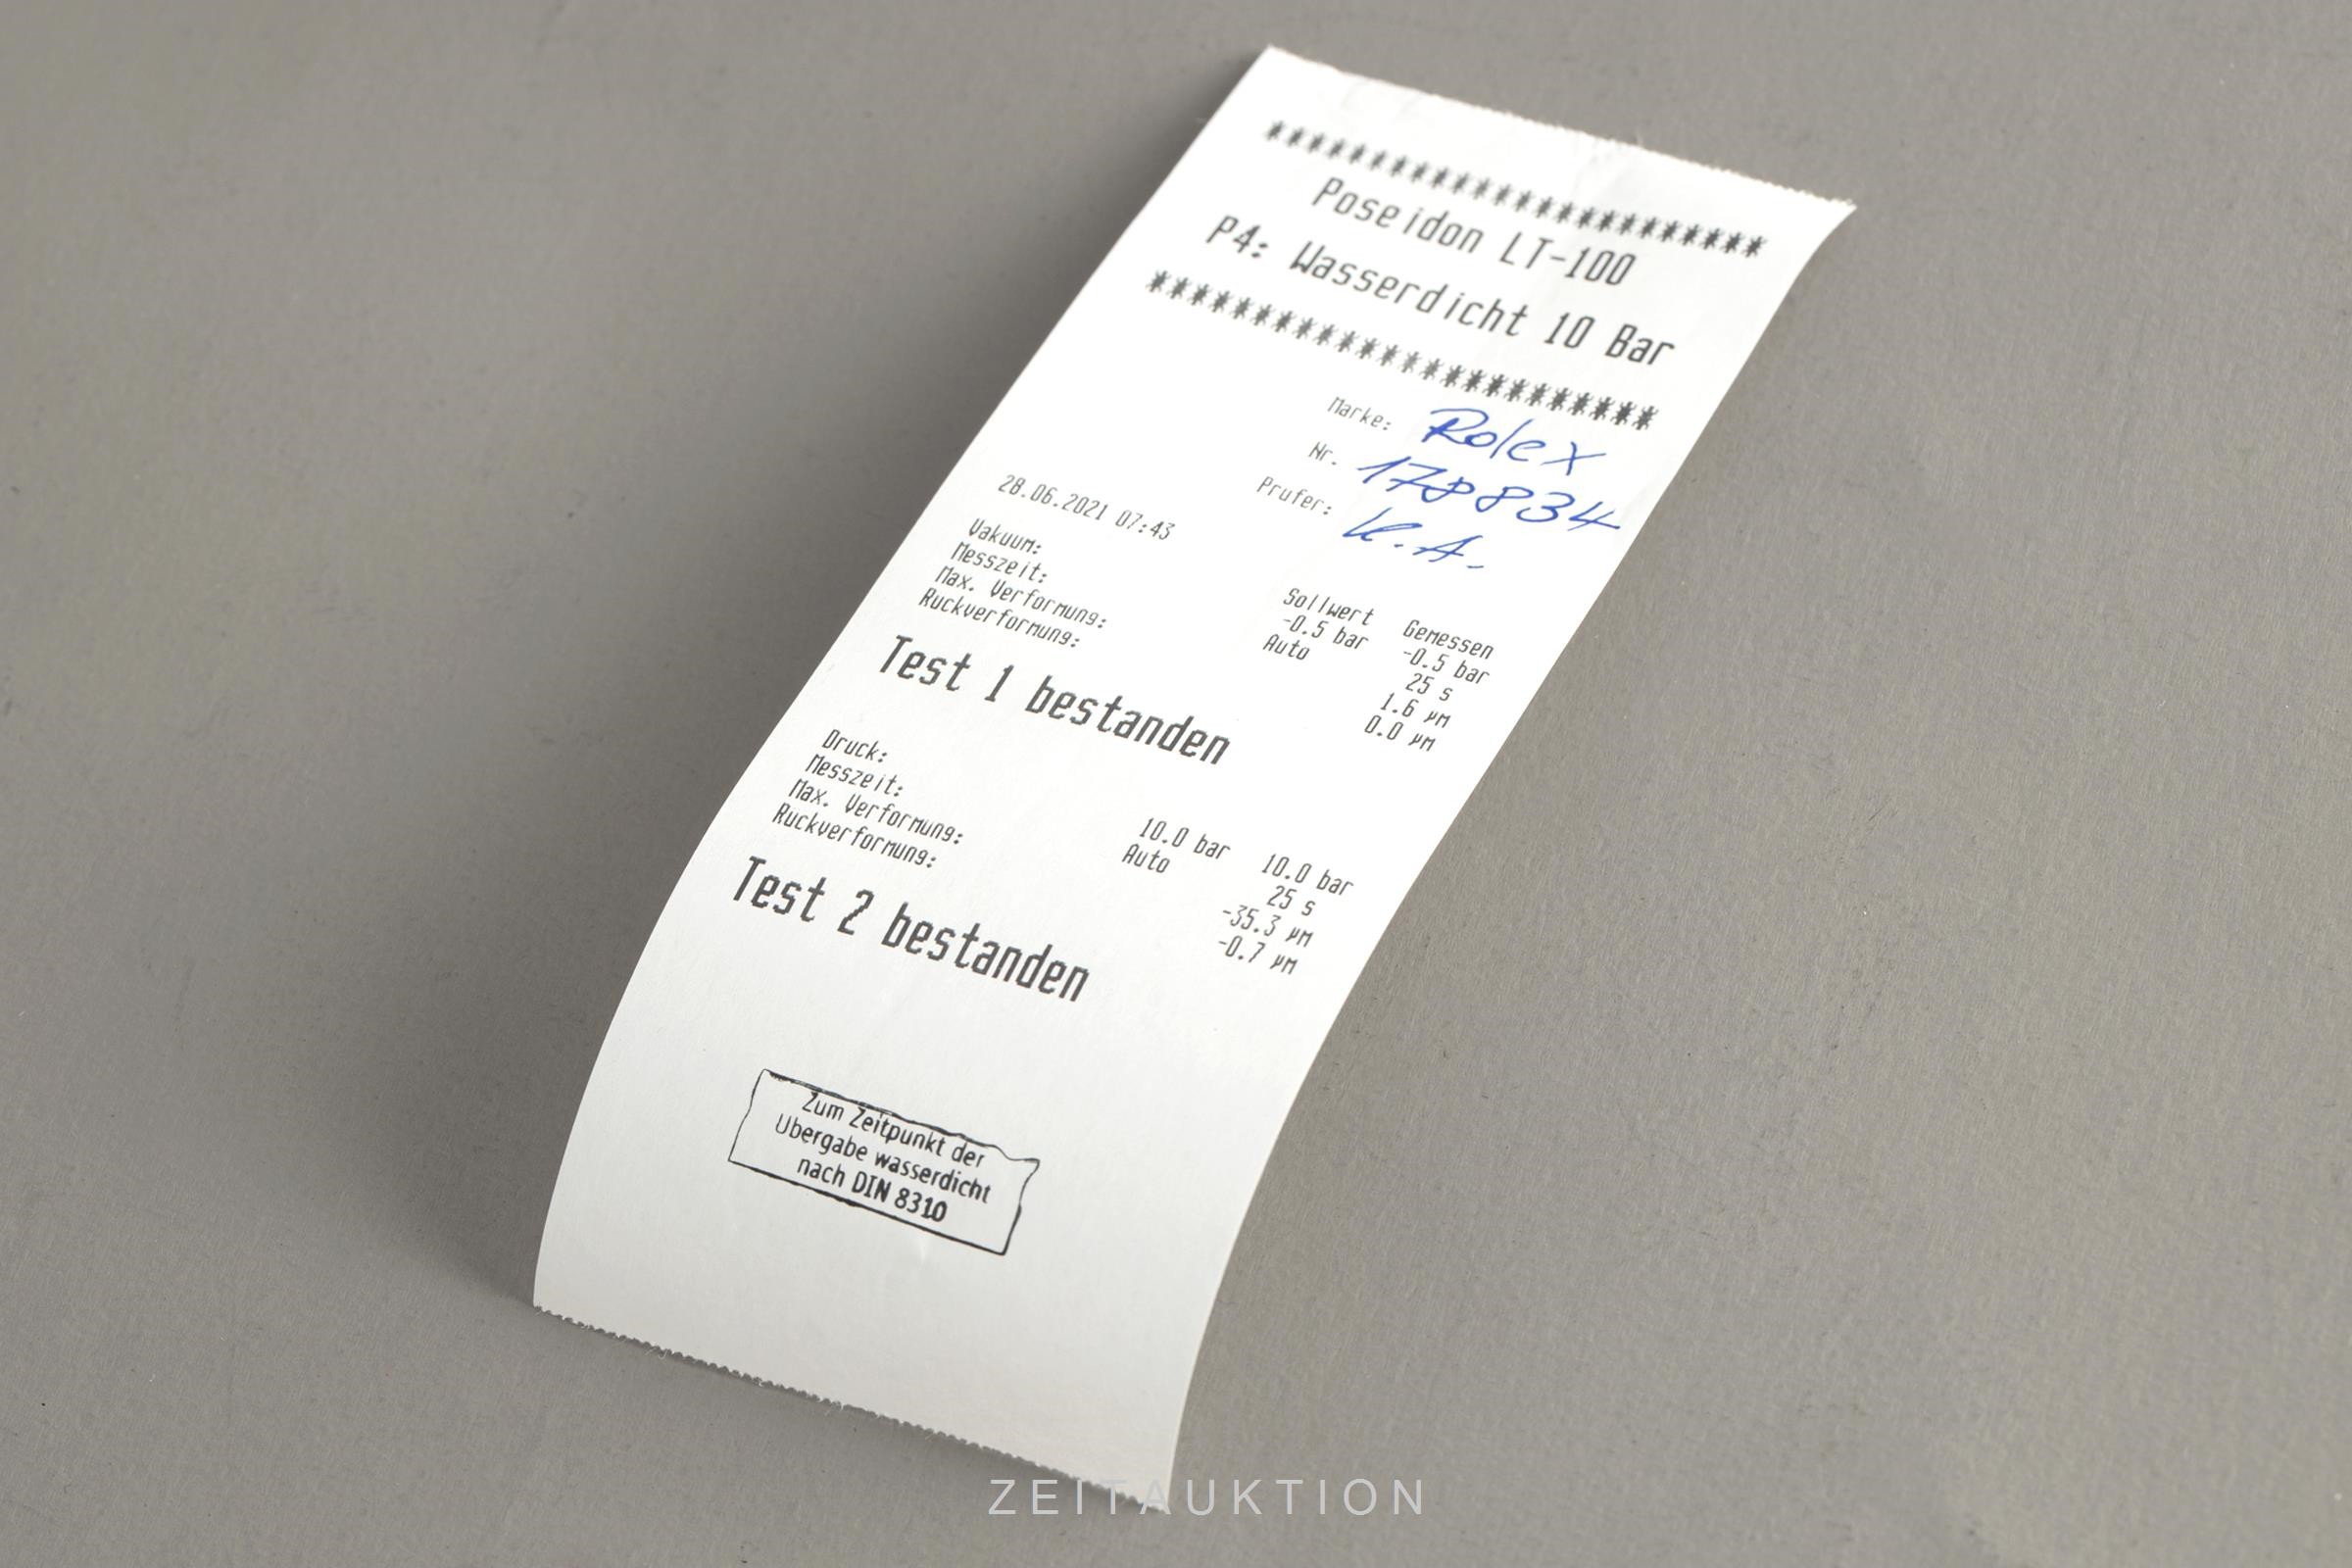 ************************
Poseidon LT-100
P4: Wasserdicht 10 Bar
************************
Marke: Rolex
Nr. 178834
Prufer: K.A.
28.06.2021 07:43
Sollwert Gemessen
Vakuum: -0.5 bar -0.5 bar
Messzeit: Auto 25 s
Max. Verformung: 1.6 µm
Ruckverformung: 0.0 µm
Test 1 bestanden
Druck: 10.0 bar 10.0 bar
Messzeit: Auto 25 s
Max. Verformung: -35.3 µm
Ruckverformung: -0.7 µm
Test 2 bestanden
Zum Zeitpunkt der
Übergabe wasserdicht
nach DIN 8310
ZEITAUKTION